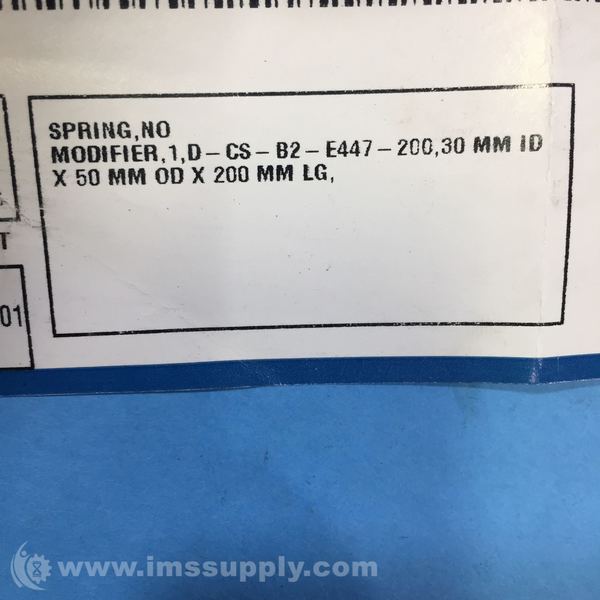 SPRING,NO
MODIFIER,1,D-CS-B2-E447-200,30 MM ID
X 50 MM OD X 200 MM LG,
T
01
www.imssupply.com